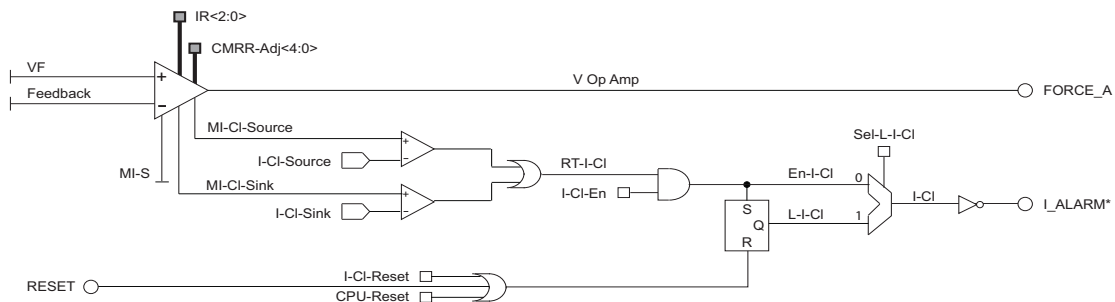 IR<2:0>
CMRR-Adj<4:0>
VF
+
V Op Amp
Feedback
−
FORCE_A
MI-Cl-Source
+
Sel-L-I-Cl
I-Cl-Source
−
RT-I-Cl
MI-S
MI-Cl-Sink
+
En-I-Cl
0
I-Cl-En
I-Cl-Sink
−
S
I-Cl
I_ALARM*
Q
L-I-Cl
1
R
I-Cl-Reset
RESET
CPU-Reset